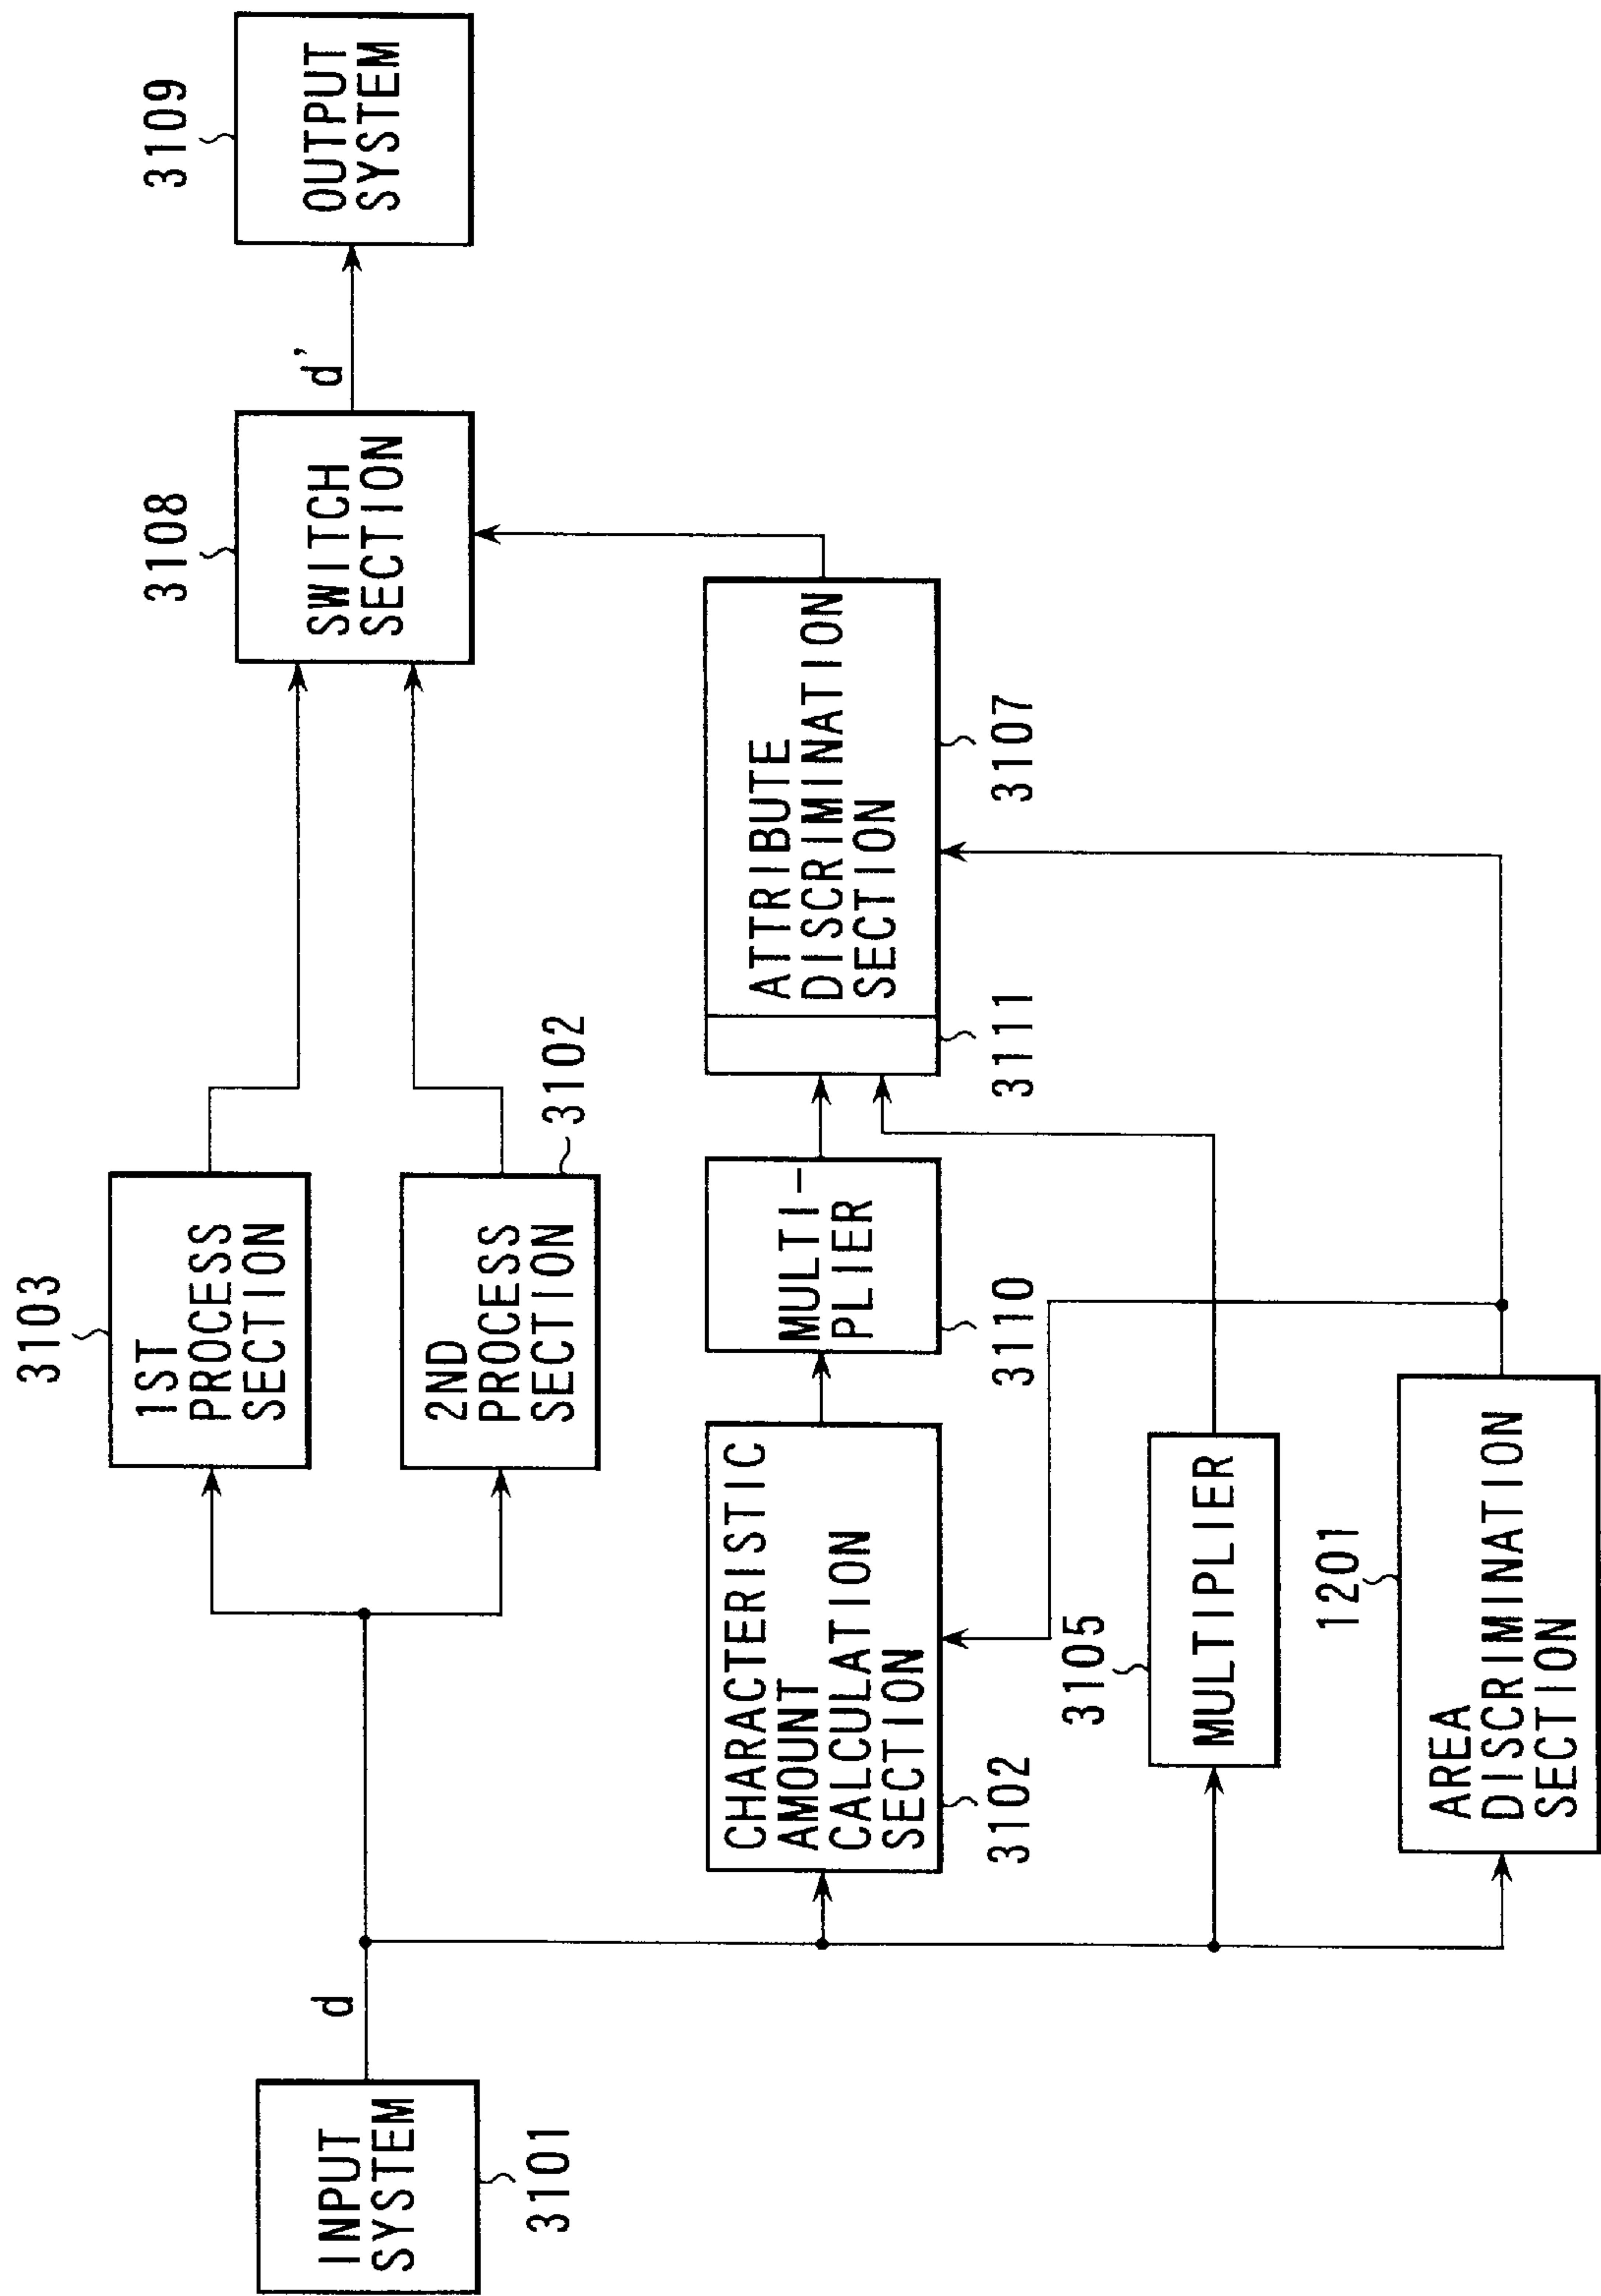 3103
1ST
PROCESS
SECTION
3108
SWITCH
SECTION
3109
OUTPUT
SYSTEM
d'
INPUT
SYSTEM
3101
d
2ND
PROCESS
SECTION
3102
CHARACTERISTIC
AMOUNT
CALCULATION
SECTION
3102
MULTI-
PLIER
3110
ATTRIBUTE
DISCRIMINATION
SECTION
3111
3107
3105
MULTIPLIER
1201
AREA
DISCRIMINATION
SECTION